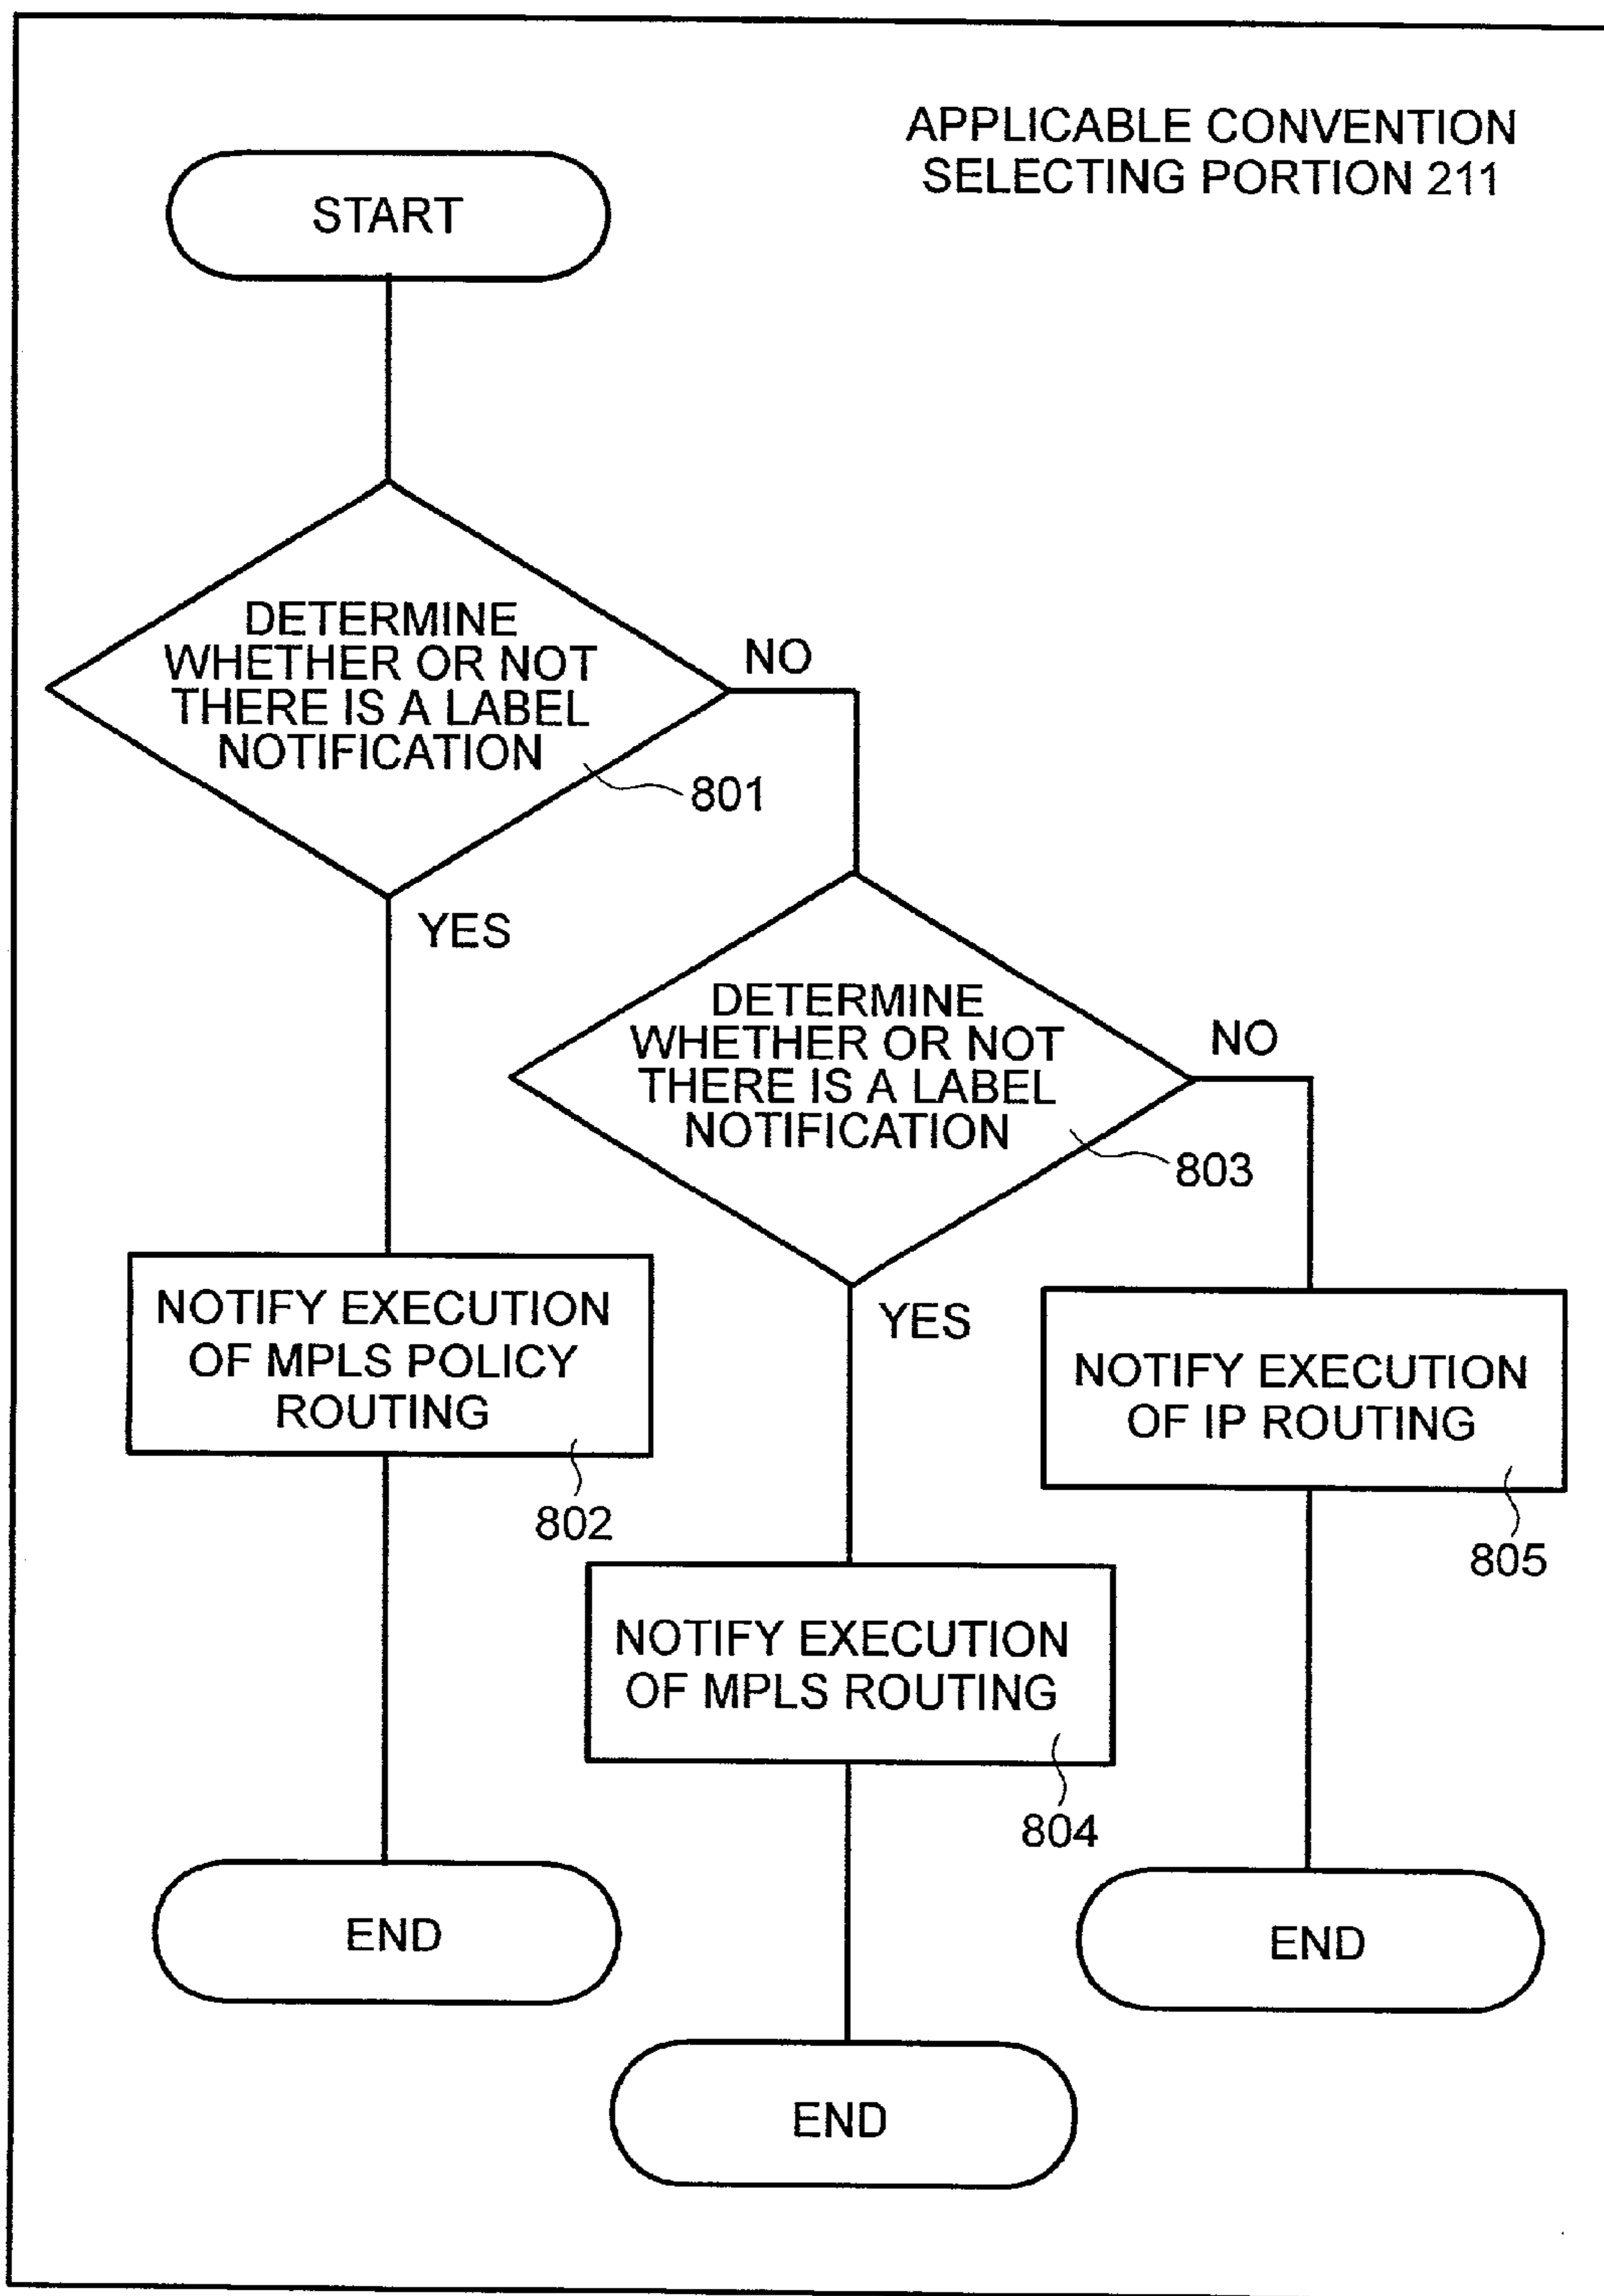 APPLICABLE CONVENTION
SELECTING PORTION 211
START
DETERMINE
WHETHER OR NOT
THERE IS A LABEL
NOTIFICATION
NO
801
YES
DETERMINE
WHETHER OR NOT
THERE IS A LABEL
NOTIFICATION
NO
803
YES
NOTIFY EXECUTION
OF MPLS POLICY
ROUTING
802
NOTIFY EXECUTION
OF IP ROUTING
805
NOTIFY EXECUTION
OF MPLS ROUTING
804
END
END
END